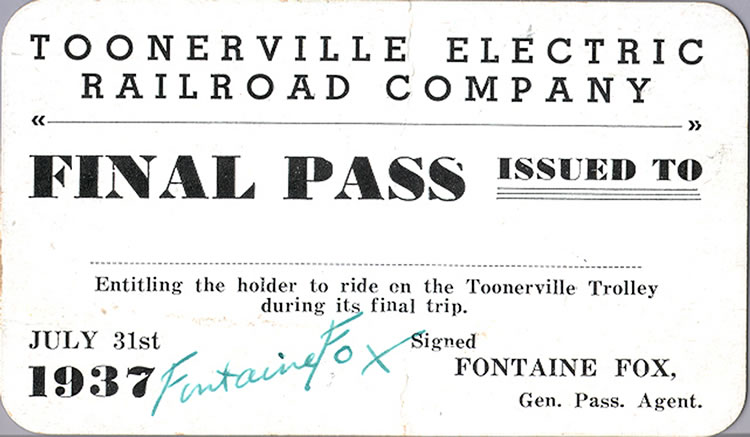 TOONERVILLE ELECTRIC
RAILROAD COMPANY
« »
FINAL PASS ISSUED TO
Entitling the holder to ride on the Toonerville Trolley
during its final trip.
JULY 31st Signed
1937 Fontaine Fox FONTAINE FOX,
Gen. Pass. Agent.